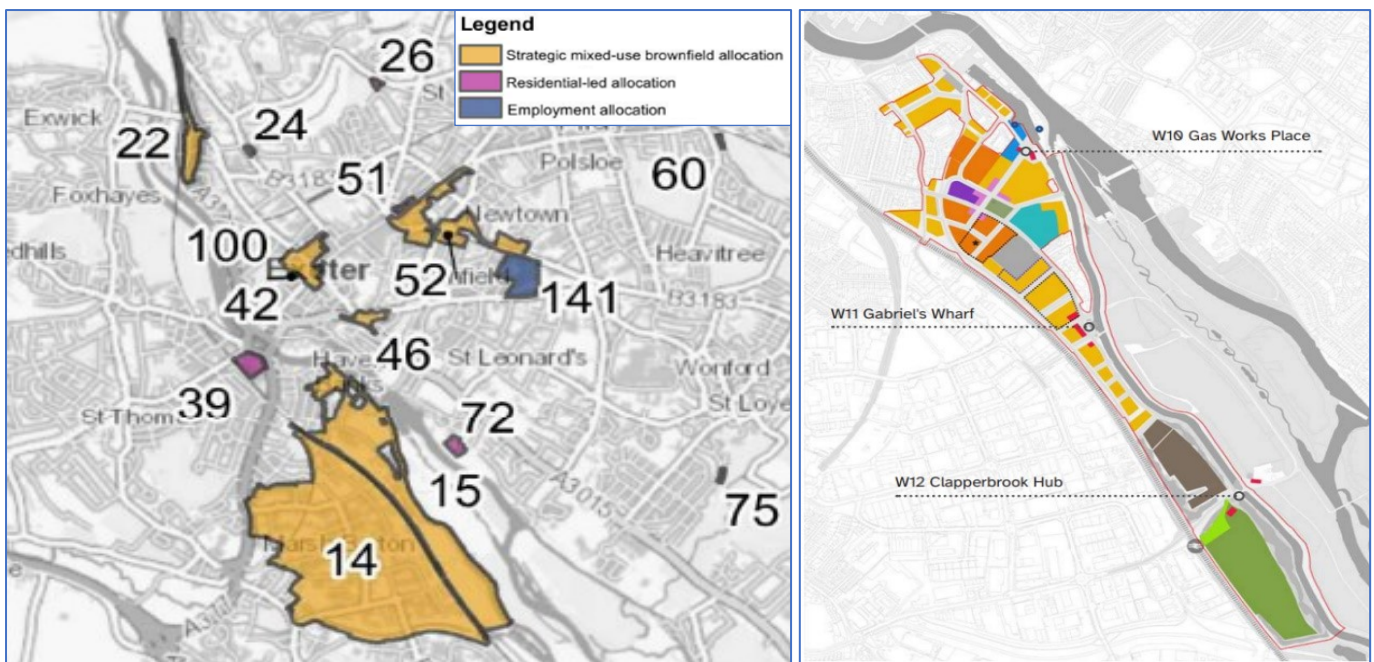 Legend
Strategic mixed-use brownfield allocation
Residential-led allocation
Employment allocation
26
St
Exwick
22
24
B3183
Polsloe
51
60
Foxhayes
Newtown
100
Heavitree
42
52
141
B3183
46
St Leonard's
Wonford
39
St Thom
72
St Loye
15
A3015
75
14
W10 Gas Works Place
W11 Gabriel's Wharf
W12 Clapperbrook Hub